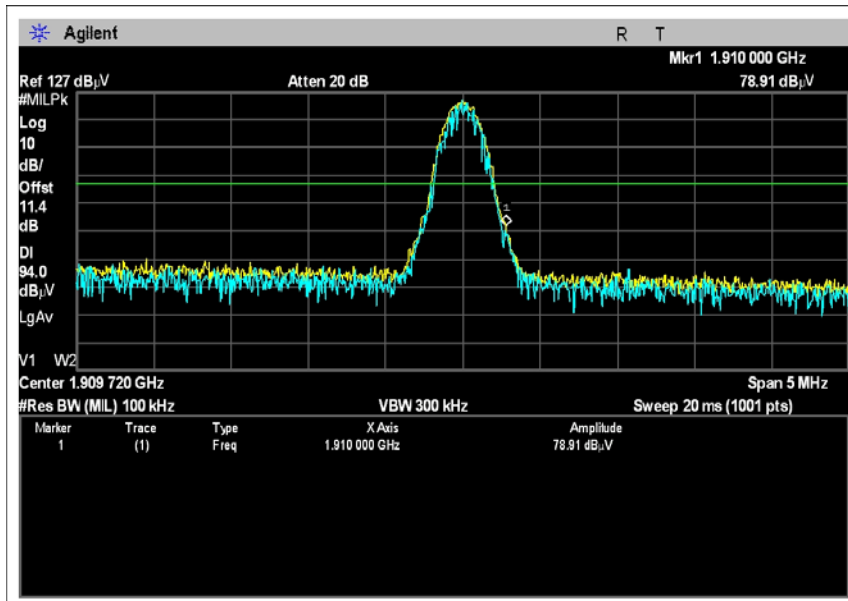 Agilent R T
Mkr1 1.910 000 GHz
Ref 127 dBµV Atten 20 dB 78.91 dBµV
#MILPk
Log
10
dB/
Offst
11.4
dB
DI
94.0
dBµV
LgAv
V1 W2
1
Center 1.909 720 GHz Span 5 MHz
#Res BW (MIL) 100 kHz VBW 300 kHz Sweep 20 ms (1001 pts)
Marker Trace Type X Axis Amplitude
1 (1) Freq 1.910 000 GHz 78.91 dBµV